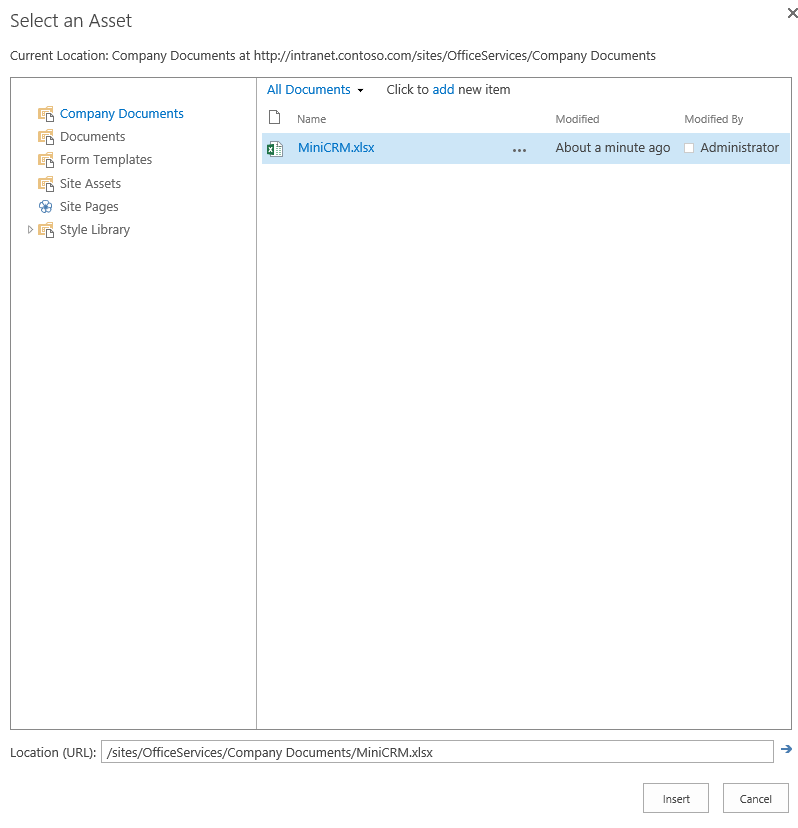 Select an Asset
Current Location: Company Documents at http://intranet.contoso.com/sites/OfficeServices/Company Documents
Company Documents
Documents
Form Templates
Site Assets
Site Pages
Style Library
All Documents Click to add new item
Name Modified Modified By
MiniCRM.xlsx ... About a minute ago Administrator
Location (URL): /sites/OfficeServices/Company Documents/MiniCRM.xlsx
Insert Cancel